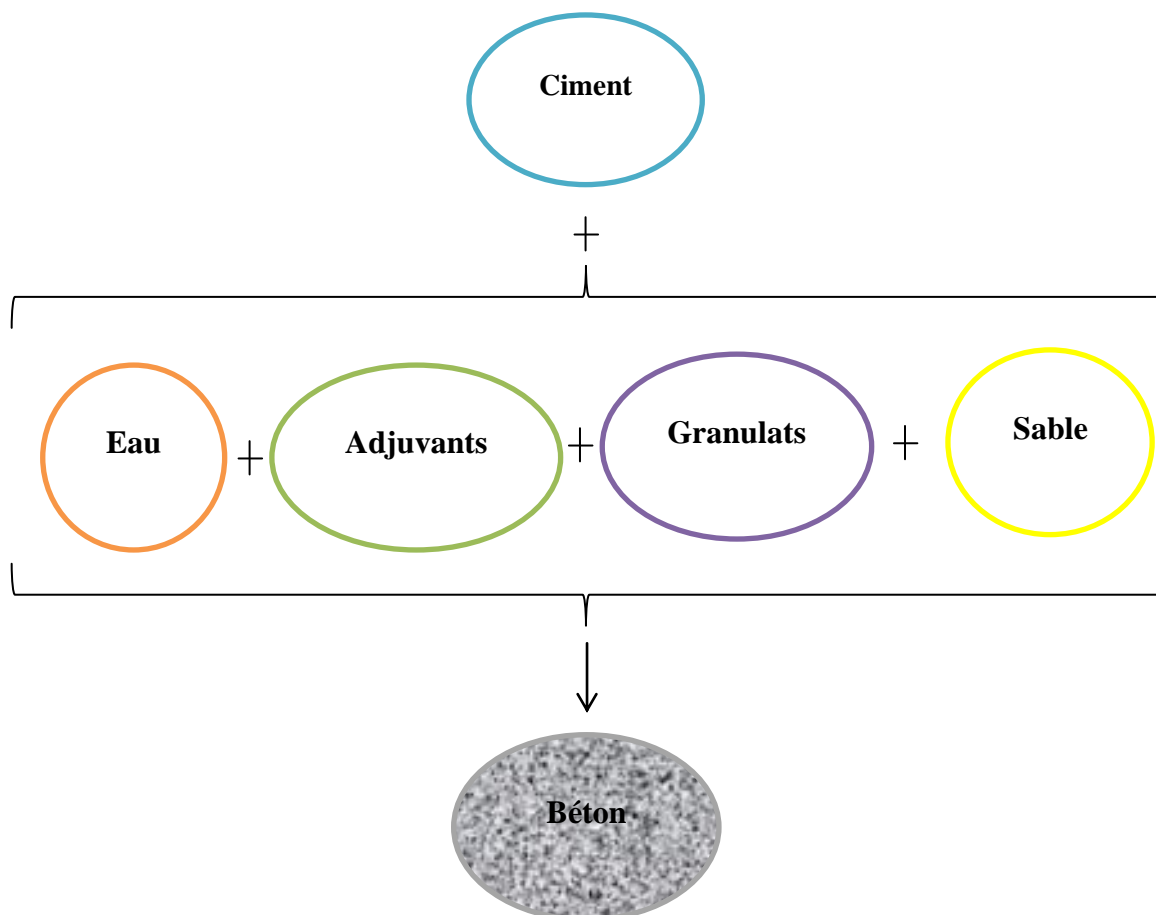 Ciment
+
Eau + Adjuvants + Granulats + Sable
Béton